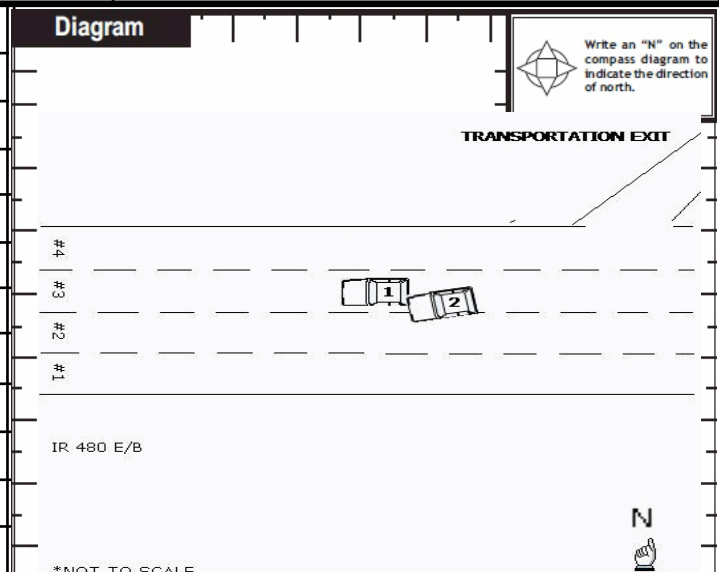 Diagram
Write an “N” on the
compass diagram to
indicate the direction
of north.
TRANSPORTATION EXIT
#4
#3
1
2
#2
#1
IR 480 E/B
N
*NOT TO SCALE